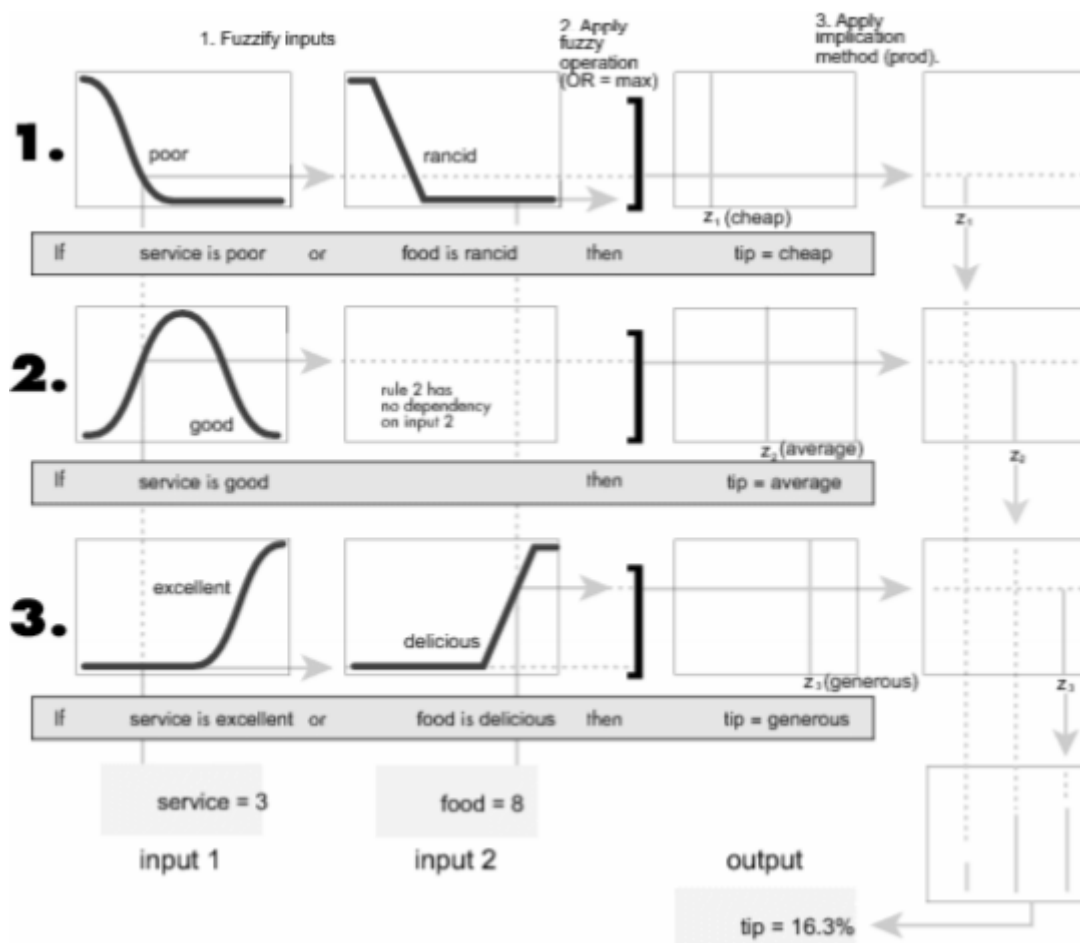 1. Fuzzify inputs
2. Apply
fuzzy
operation
(OR = max)
3. Apply
implication
method (prod).
1.
poor
rancid
z1 (cheap)
z1
If service is poor or food is rancid then tip = cheap
2.
good
rule 2 has
no dependency
on input 2
z2 (average)
z2
If service is good then tip = average
3.
excellent
delicious
z3 (generous)
z3
If service is excellent or food is delicious then tip = generous
service = 3
food = 8
input 1
input 2
output
tip = 16.3%